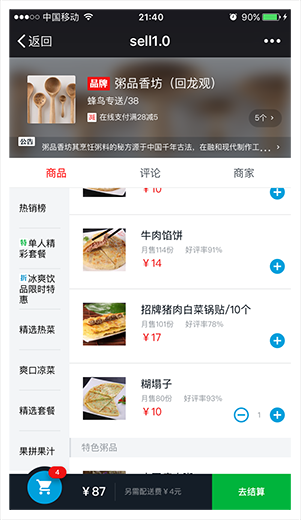 中国移动
21:40
90%
返回
sell1.0
品牌 粥品香坊（回龙观）
蜂鸟专送/38
减 在线支付满28减5
5个
公告 粥品香坊其烹饪粥料的秘方源于中国千年古法，在融和现代制作工...
商品
评论
商家
热销榜
特 单人精彩套餐
折 冰爽饮品限时特惠
精选热菜
爽口凉菜
精选套餐
果拼果汁
￥10
牛肉馅饼
月售114份 好评率91%
￥14
招牌猪肉白菜锅贴/10个
月售101份 好评率78%
￥17
糊塌子
月售80份 好评率93%
￥10
1
特色粥品
4
￥87
另需配送费￥4元
去结算